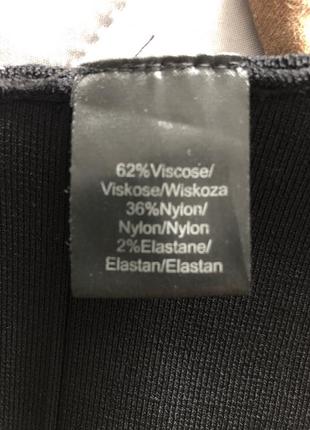 62%Viscose/
Viskose/Wiskoza
36%Nylon/
Nylon/Nylon
2%Elastane/
Elastan/Elastan